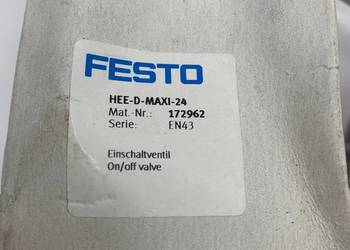 FESTO
HEE-D-MAXI-24
Mat.-Nr.: 172962
Serie: EN43
Einschaltventil
On/off valve